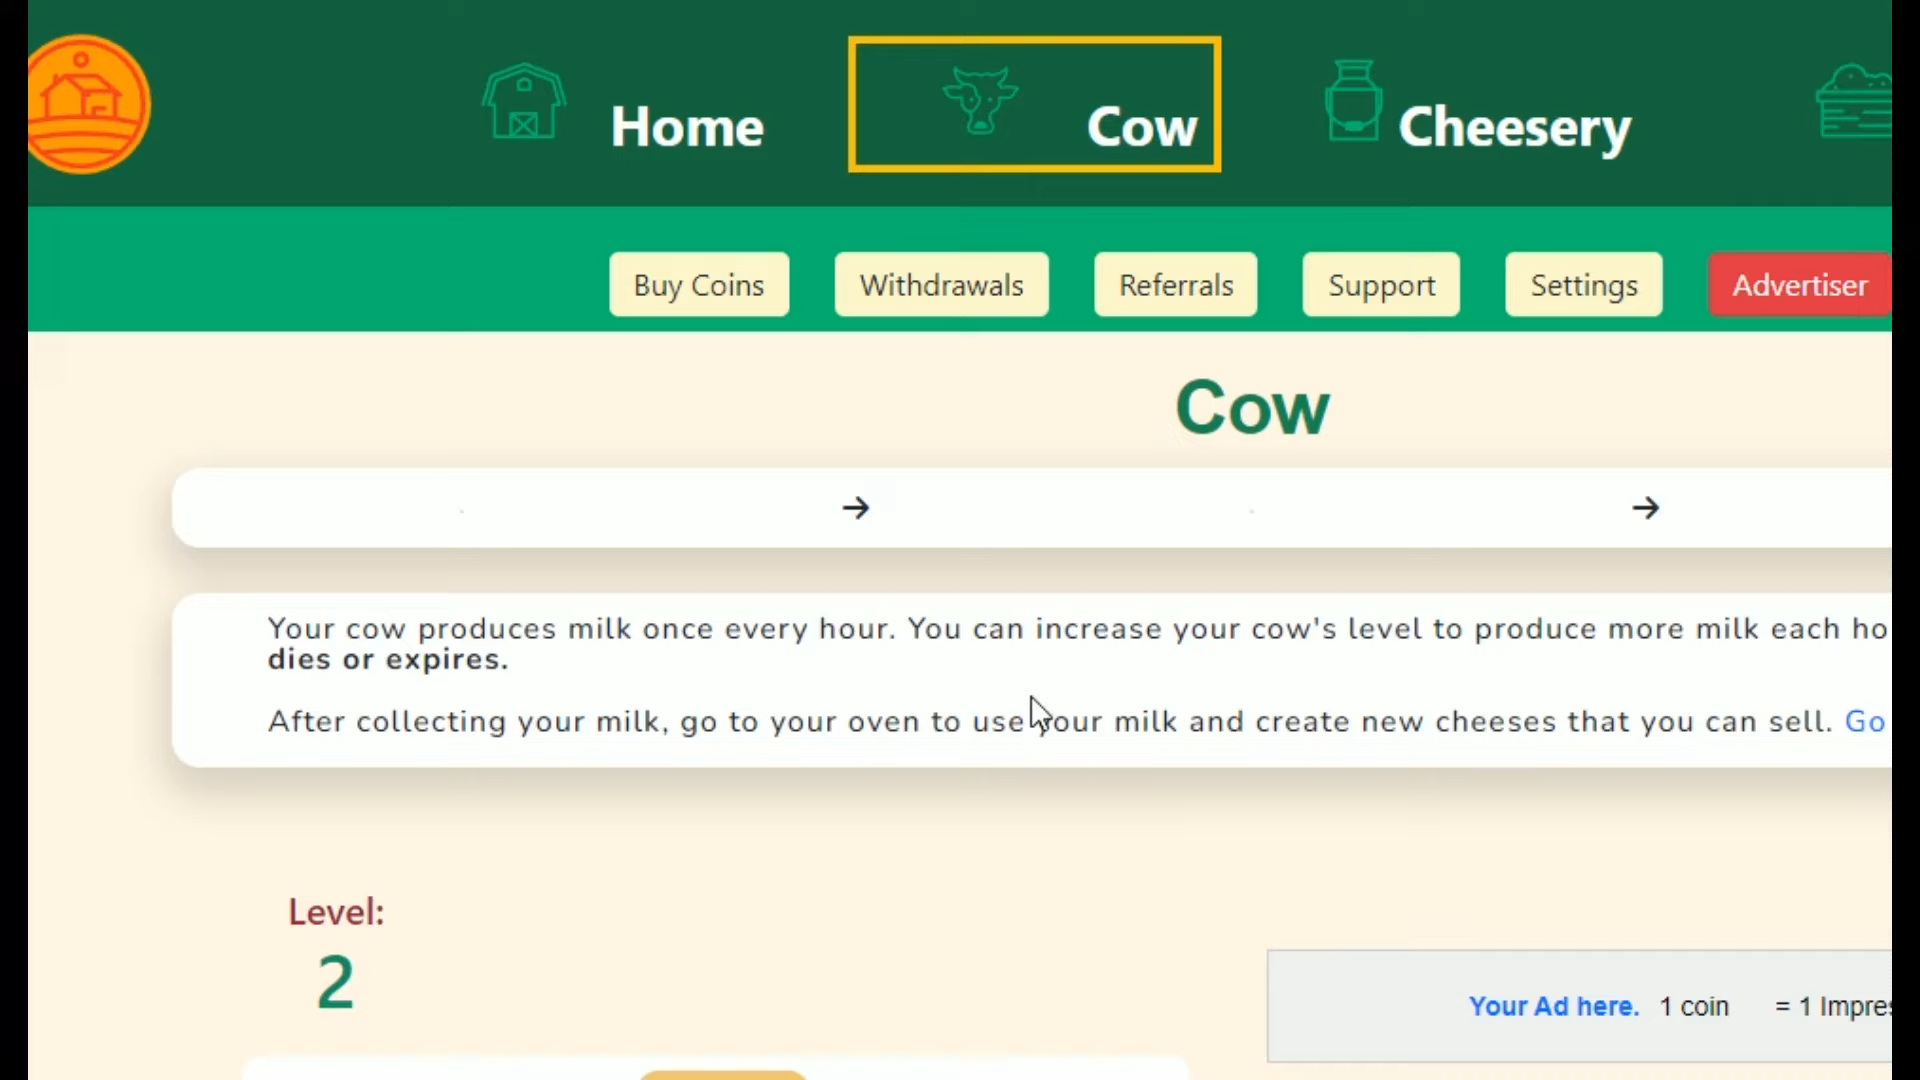 Home
Cow
Cheesery
Buy Coins
Withdrawals
Referrals
Support
Settings
Advertiser
Cow
→ →
Your cow produces milk once every hour. You can increase your cow's level to produce more milk each ho
dies or expires.
After collecting your milk, go to your oven to use your milk and create new cheeses that you can sell. Go
Level:
2
Your Ad here. 1 coin = 1 Impres